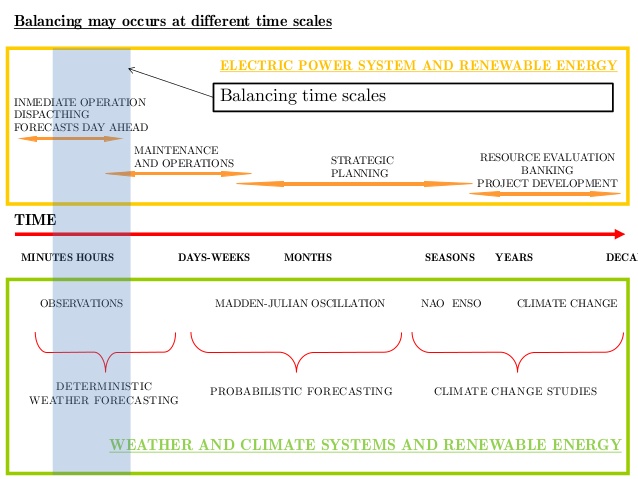 Balancing may occurs at different time scales
ELECTRIC POWER SYSTEM AND RENEWABLE ENERGY
Balancing time scales
INMEDIATE OPERATION
DISPACTHING
FORECASTS DAY AHEAD
MAINTENANCE
AND OPERATIONS
STRATEGIC
PLANNING
RESOURCE EVALUATION
BANKING
PROJECT DEVELOPMENT
TIME
MINUTES HOURS DAYS-WEEKS MONTHS SEASONS YEARS DECA
OBSERVATIONS MADDEN-JULIAN OSCILLATION NAO ENSO CLIMATE CHANGE
DETERMINISTIC
WEATHER FORECASTING
PROBABILISTIC FORECASTING
CLIMATE CHANGE STUDIES
WEATHER AND CLIMATE SYSTEMS AND RENEWABLE ENERGY